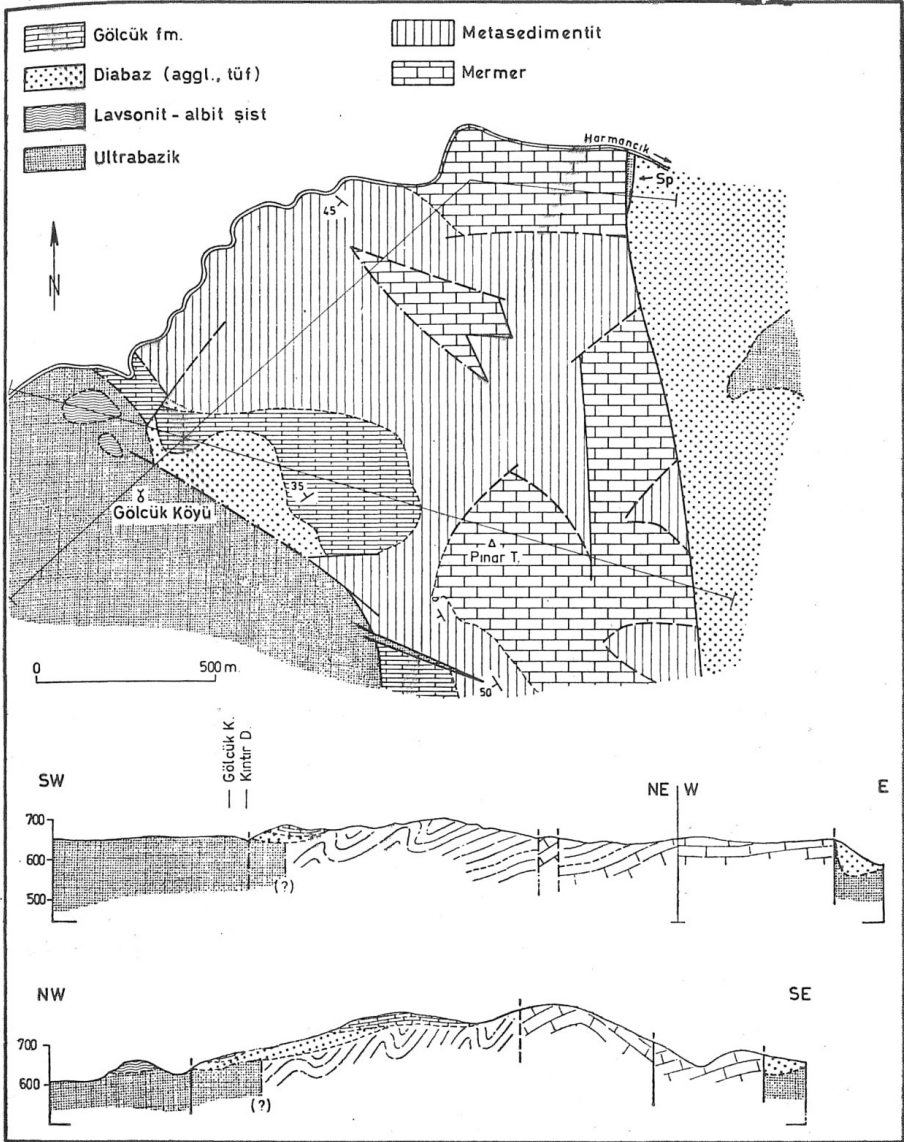 Gölcük fm.
Diabaz (aggl., tüf)
Lavsonit - albit şist
Ultrabazik
Metasedimentit
Mermer
Harmancık
Sp
45
N
35
Gölcük Köyü
Pınar T.
0 500 m.
50
Gölcük K.
Kıntır D.
SW NE W E
700
600
500
(?)
NW SE
700
600
(?)